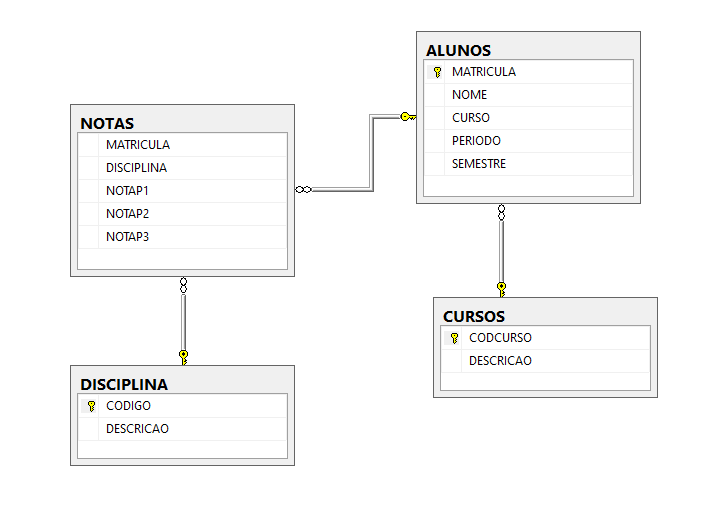 ALUNOS
MATRICULA
NOME
CURSO
PERIODO
SEMESTRE
NOTAS
MATRICULA
DISCIPLINA
NOTAP1
NOTAP2
NOTAP3
CURSOS
CODCURSO
DESCRICAO
DISCIPLINA
CODIGO
DESCRICAO